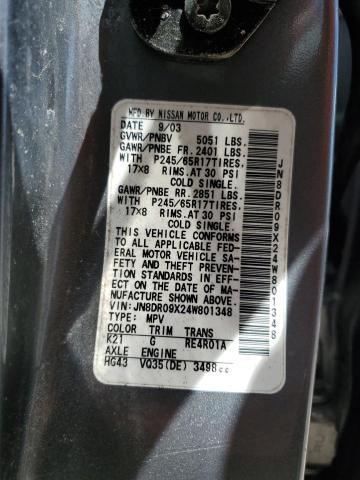 MFD.BY NISSAN MOTOR CO.,LTD.
DATE 9/03
GVWR/PNBV 5051 LBS.
GAWR/PNBE FR.2401 LBS.
WITH P245/65R17TIRES.
17X8 RIMS.AT 30 PSI
COLD SINGLE.
GAWR/PNBE RR.2851 LBS.
WITH P245/65R17TIRES.
17X8 RIMS.AT 30 PSI
COLD SINGLE.
THIS VEHICLE CONFORMS
TO ALL APPLICABLE FED-
ERAL MOTOR VEHICLE SA-
FETY AND THEFT PREVEN-
TION STANDARDS IN EFF-
ECT ON THE DATE OF MA-
NUFACTURE SHOWN ABOVE.
VIN:JN8DR09X24W801348
TYPE: MPV
COLOR TRIM TRANS
K21 G RE4R01A
AXLE ENGINE
HG43 VQ35(DE) 3498cc
JN8DR09X24W801348